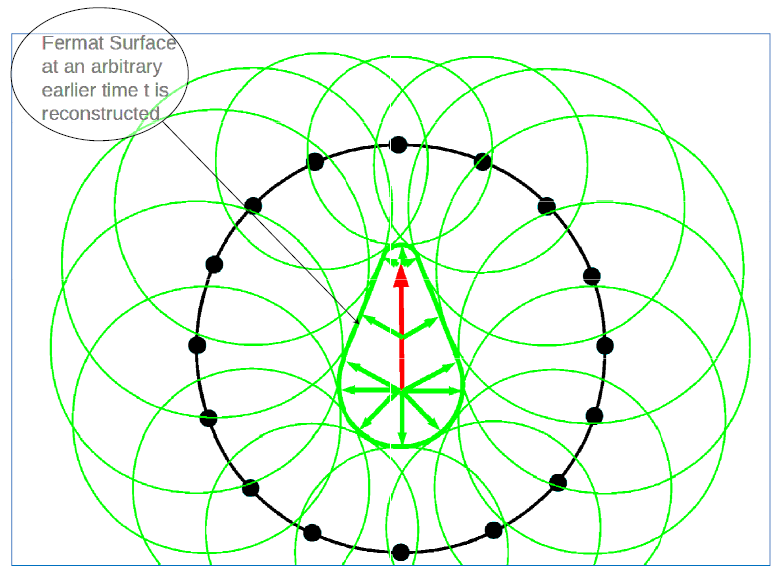 Fermat Surface
at an arbitrary
earlier time t is
reconstructed